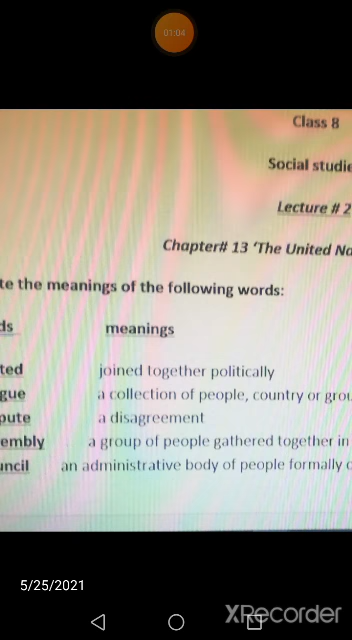 01:04
Class 8
Social studie
Lecture # 2
Chapter# 13 ‘The United Na
te the meanings of the following words:
ds meanings
ted joined together politically
gue a collection of people, country or grou
pute a disagreement
embly a group of people gathered together in
uncil an administrative body of people formally c
5/25/2021
XRecorder